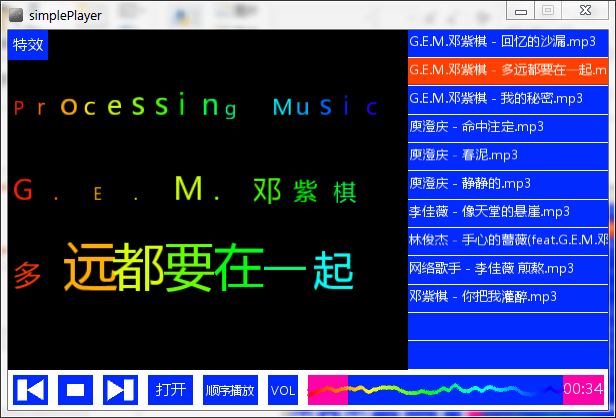 simplePlayer
特效
Processing Music
G.E.M.邓紫棋
多远都要在一起
G.E.M.邓紫棋 - 回忆的沙漏.mp3
G.E.M.邓紫棋 - 多远都要在一起.m
G.E.M.邓紫棋 - 我的秘密.mp3
庾澄庆 - 命中注定.mp3
庾澄庆 - 春泥.mp3
庾澄庆 - 静静的.mp3
李佳薇 - 像天堂的悬崖.mp3
林俊杰 - 手心的蔷薇(feat.G.E.M.邓
网络歌手 - 李佳薇 煎熬.mp3
邓紫棋 - 你把我灌醉.mp3
打开 顺序播放 VOL 00:34